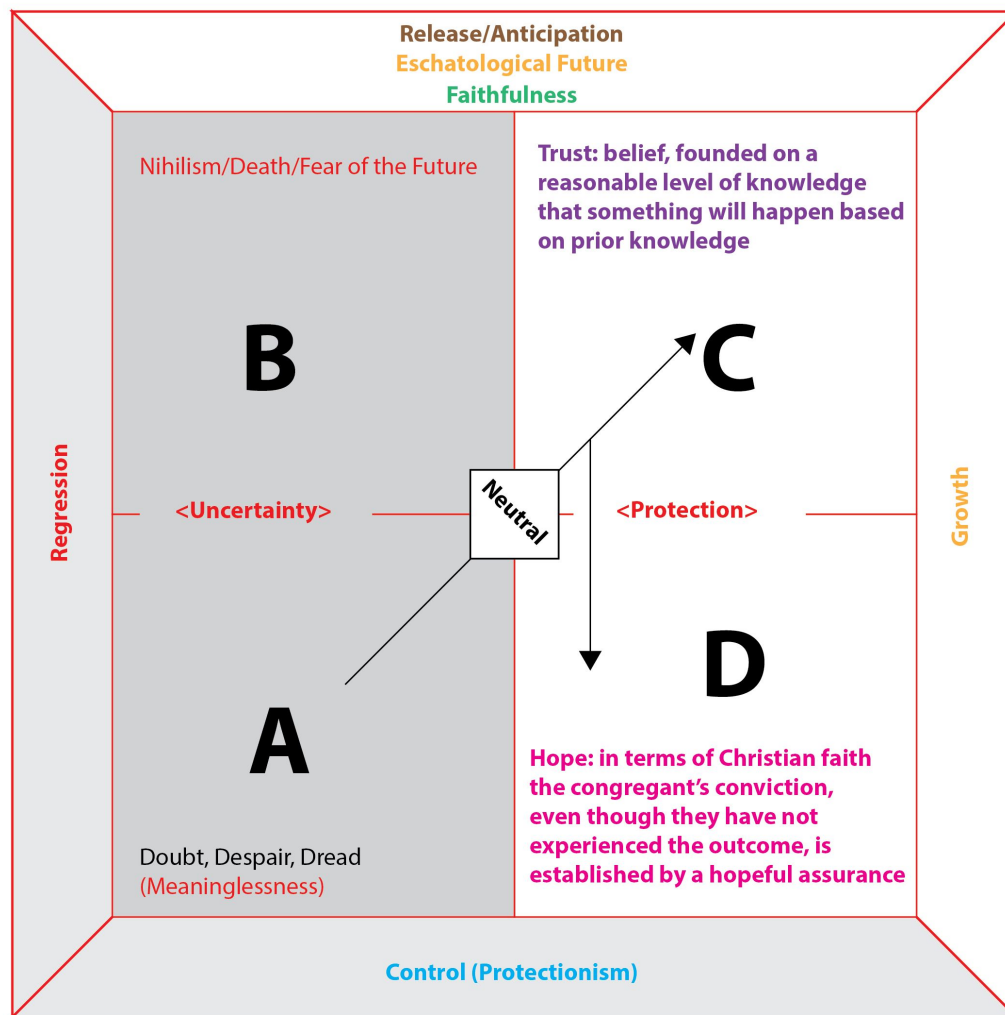 Release/Anticipation
Eschatological Future
Faithfulness
Nihilism/Death/Fear of the Future
Trust: belief, founded on a
reasonable level of knowledge
that something will happen based
on prior knowledge
B
C
Regression
<Uncertainty>
Neutral
<Protection>
Growth
A
D
Doubt, Despair, Dread
(Meaninglessness)
Hope: in terms of Christian faith
the congregant’s conviction,
even though they have not
experienced the outcome, is
established by a hopeful assurance
Control (Protectionism)